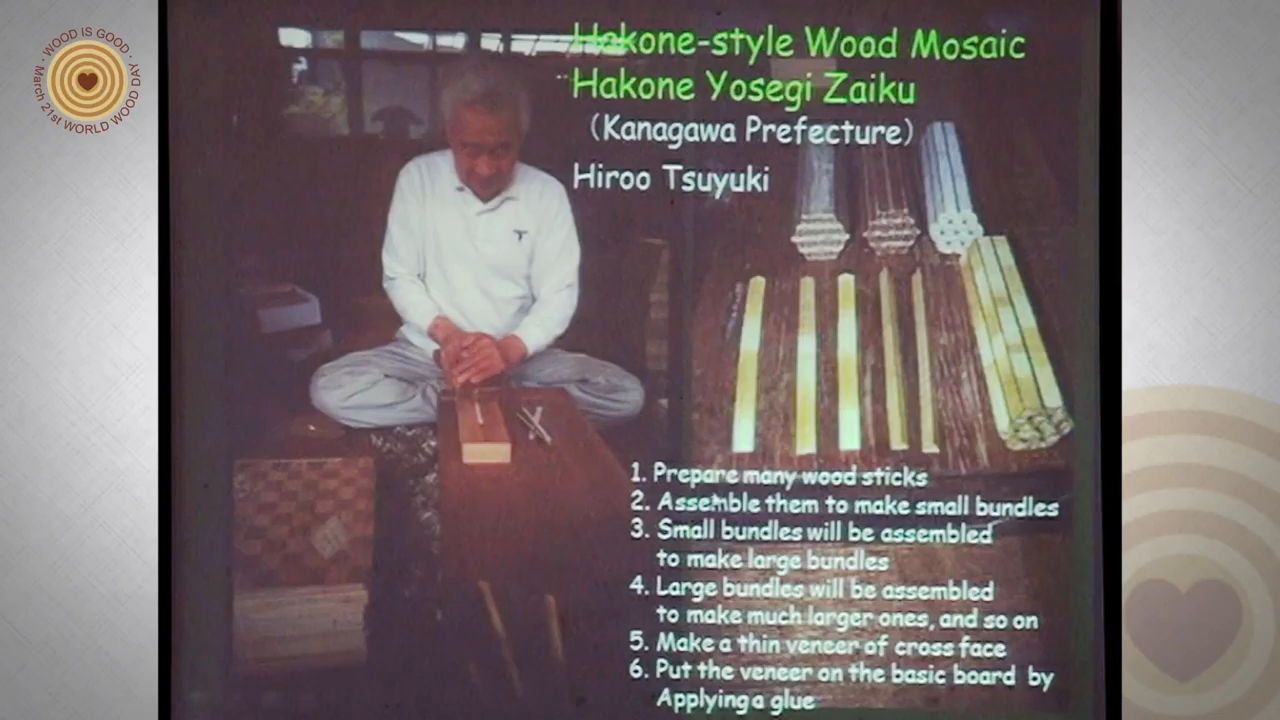 WOOD IS GOOD · March 21st WORLD WOOD DAY ·
Hakone-style Wood Mosaic
Hakone Yosegi Zaiku
(Kanagawa Prefecture)
Hiroo Tsuyuki
1. Prepare many wood sticks
2. Assemble them to make small bundles
3. Small bundles will be assembled
to make large bundles
4. Large bundles will be assembled
to make much larger ones, and so on
5. Make a thin veneer of cross face
6. Put the veneer on the basic board by
Applying a glue